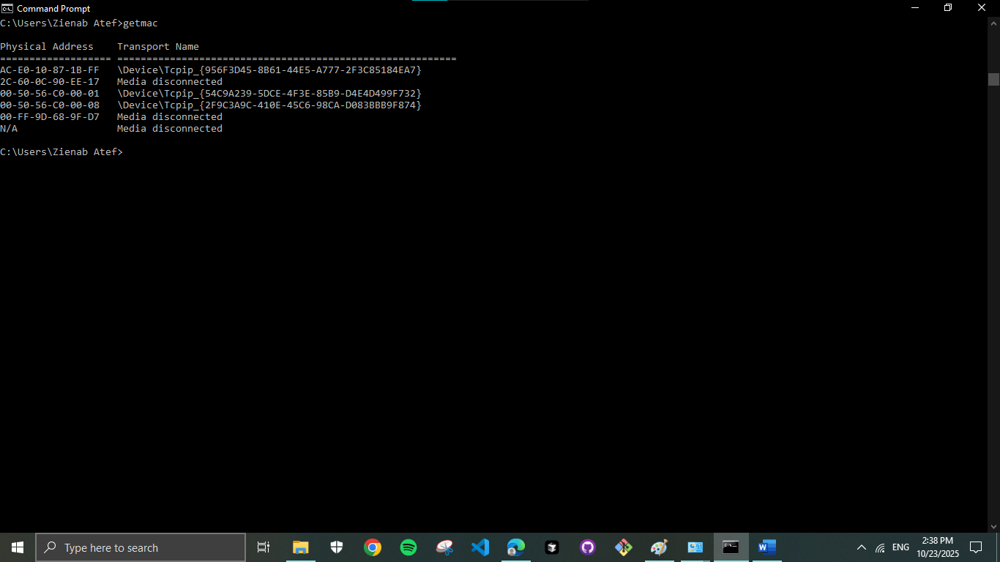 Command Prompt
C:\Users\Zienab Atef>getmac
Physical Address    Transport Name
=================== ==========================================================
AC-E0-10-87-1B-FF   \Device\Tcpip_{956F3D45-8B61-44E5-A777-2F3C85184EA7}
2C-60-0C-90-EE-17   Media disconnected
00-50-56-C0-00-01   \Device\Tcpip_{54C9A239-5DCE-4F3E-85B9-D4E4D499F732}
00-50-56-C0-00-08   \Device\Tcpip_{2F9C3A9C-410E-45C6-98CA-D083BBB9F874}
00-FF-9D-68-9F-D7   Media disconnected
N/A                 Media disconnected
C:\Users\Zienab Atef>
Type here to search
ENG
2:38 PM
10/23/2025